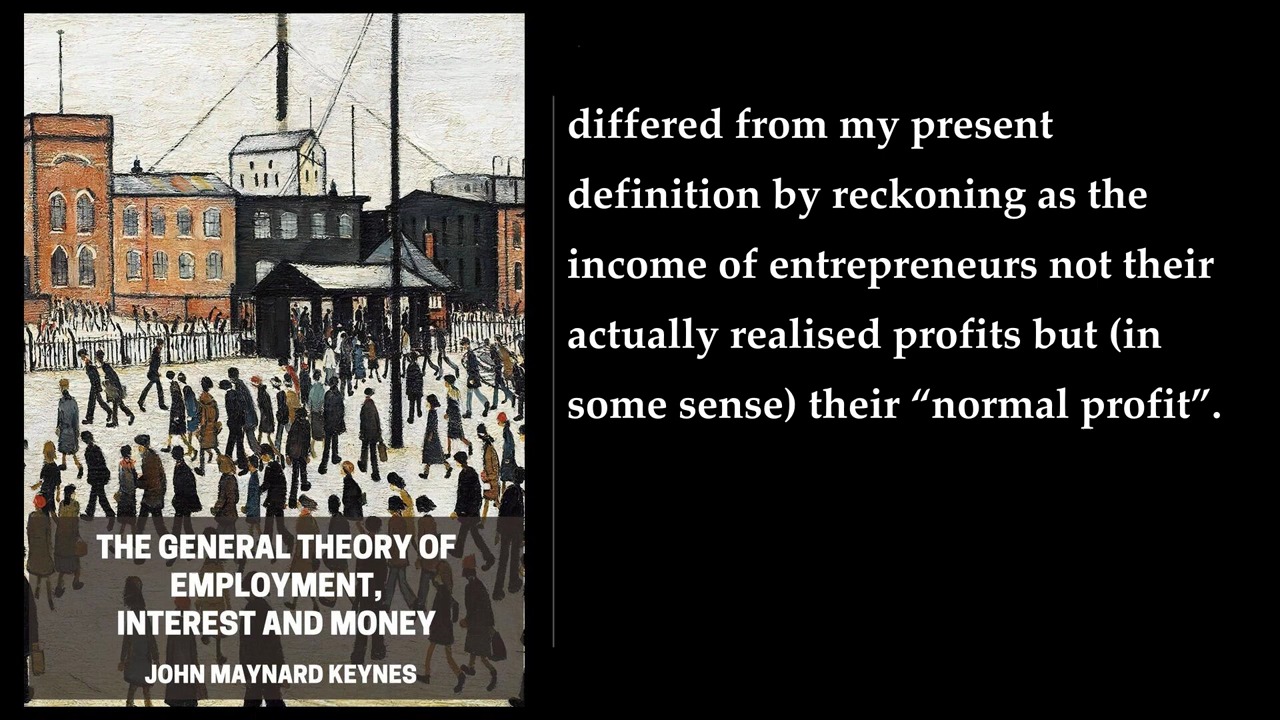 THE GENERAL THEORY OF
EMPLOYMENT,
INTEREST AND MONEY
JOHN MAYNARD KEYNES
differed from my present
definition by reckoning as the
income of entrepreneurs not their
actually realised profits but (in
some sense) their “normal profit”.